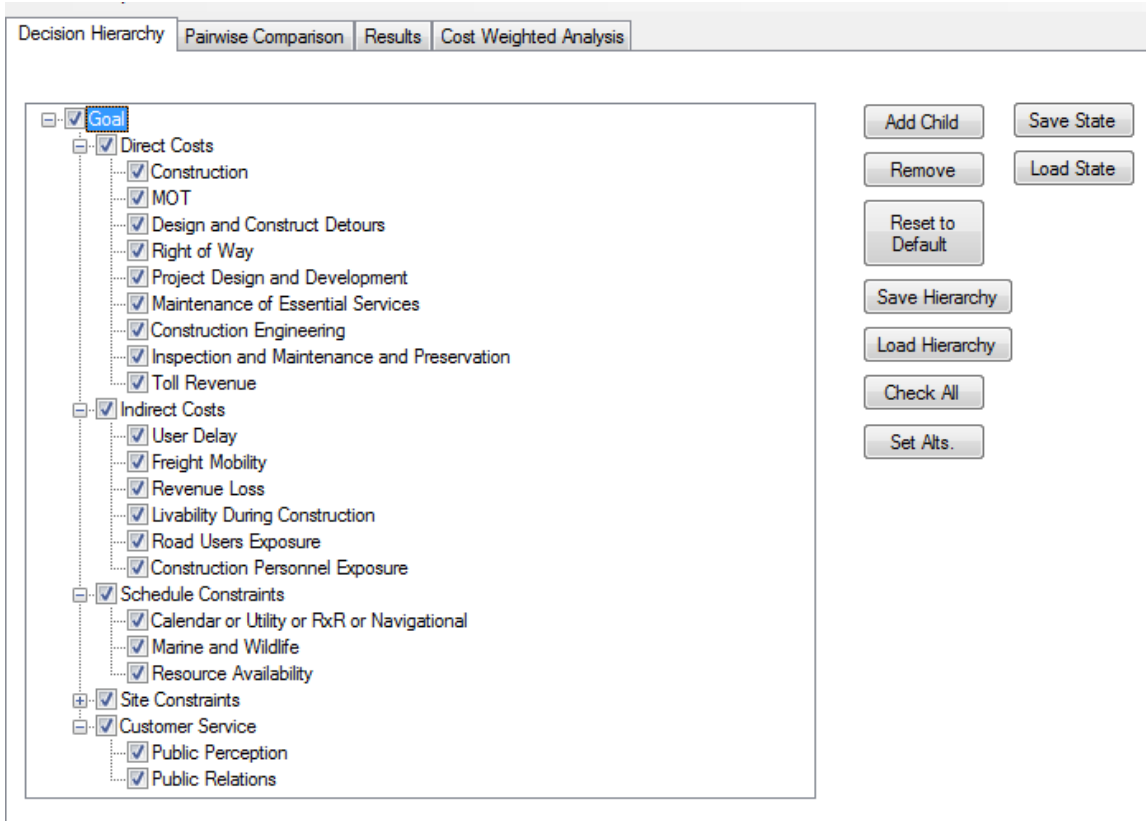 Decision Hierarchy Pairwise Comparison Results Cost Weighted Analysis
Goal
Direct Costs
Construction
MOT
Design and Construct Detours
Right of Way
Project Design and Development
Maintenance of Essential Services
Construction Engineering
Inspection and Maintenance and Preservation
Toll Revenue
Indirect Costs
User Delay
Freight Mobility
Revenue Loss
Livability During Construction
Road Users Exposure
Construction Personnel Exposure
Schedule Constraints
Calendar or Utility or RxR or Navigational
Marine and Wildlife
Resource Availability
Site Constraints
Customer Service
Public Perception
Public Relations
Add Child
Save State
Remove
Load State
Reset to
Default
Save Hierarchy
Load Hierarchy
Check All
Set Alts.